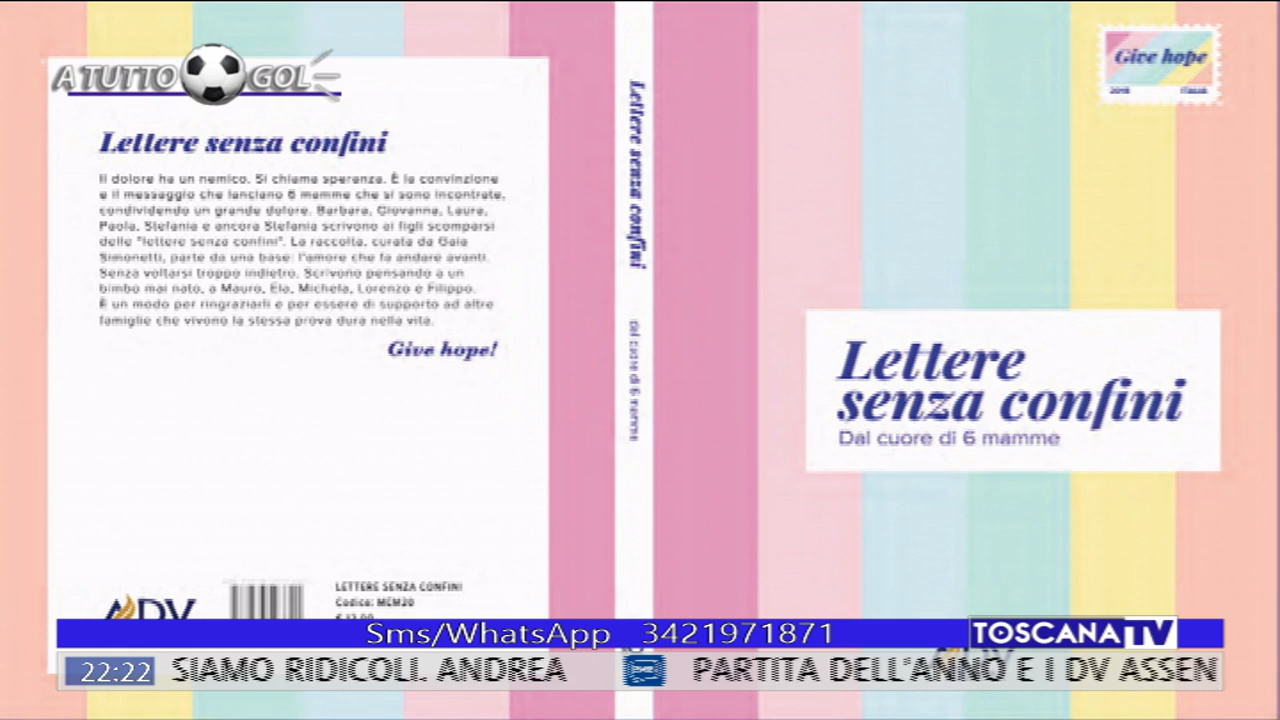 A TUTTO GOL
Lettere senza confini
Il dolore ha un nemico. Si chiama speranza. È la convinzione
e il messaggio che lanciano 6 mamme che si sono incontrate,
condividendo un grande dolore. Barbara, Giovanna, Laura,
Paola, Stefania e ancora Stefania scrivono ai figli scomparsi
delle "lettere senza confini". La raccolta, curata da Gaia
Simonetti, parte da una base: l'amore che fa andare avanti.
Senza voltarsi troppo indietro. Scrivono pensando a un
bimbo mai nato, a Mauro, Ela, Michela, Lorenzo e Filippo.
È un modo per ringraziarli e per essere di supporto ad altre
famiglie che vivono la stessa prova dura nella vita.
Give hope!
ADV
LETTERE SENZA CONFINI
Codice: MCM20
Lettere senza confini
Dal cuore di 6 mamme
Give hope
2018 ITALIA
Lettere
senza confini
Dal cuore di 6 mamme
Sms/WhatsApp 3421971871
TOSCANA TV
22:22 SIAMO RIDICOLI. ANDREA PARTITA DELL'ANNO E I DV ASSEN